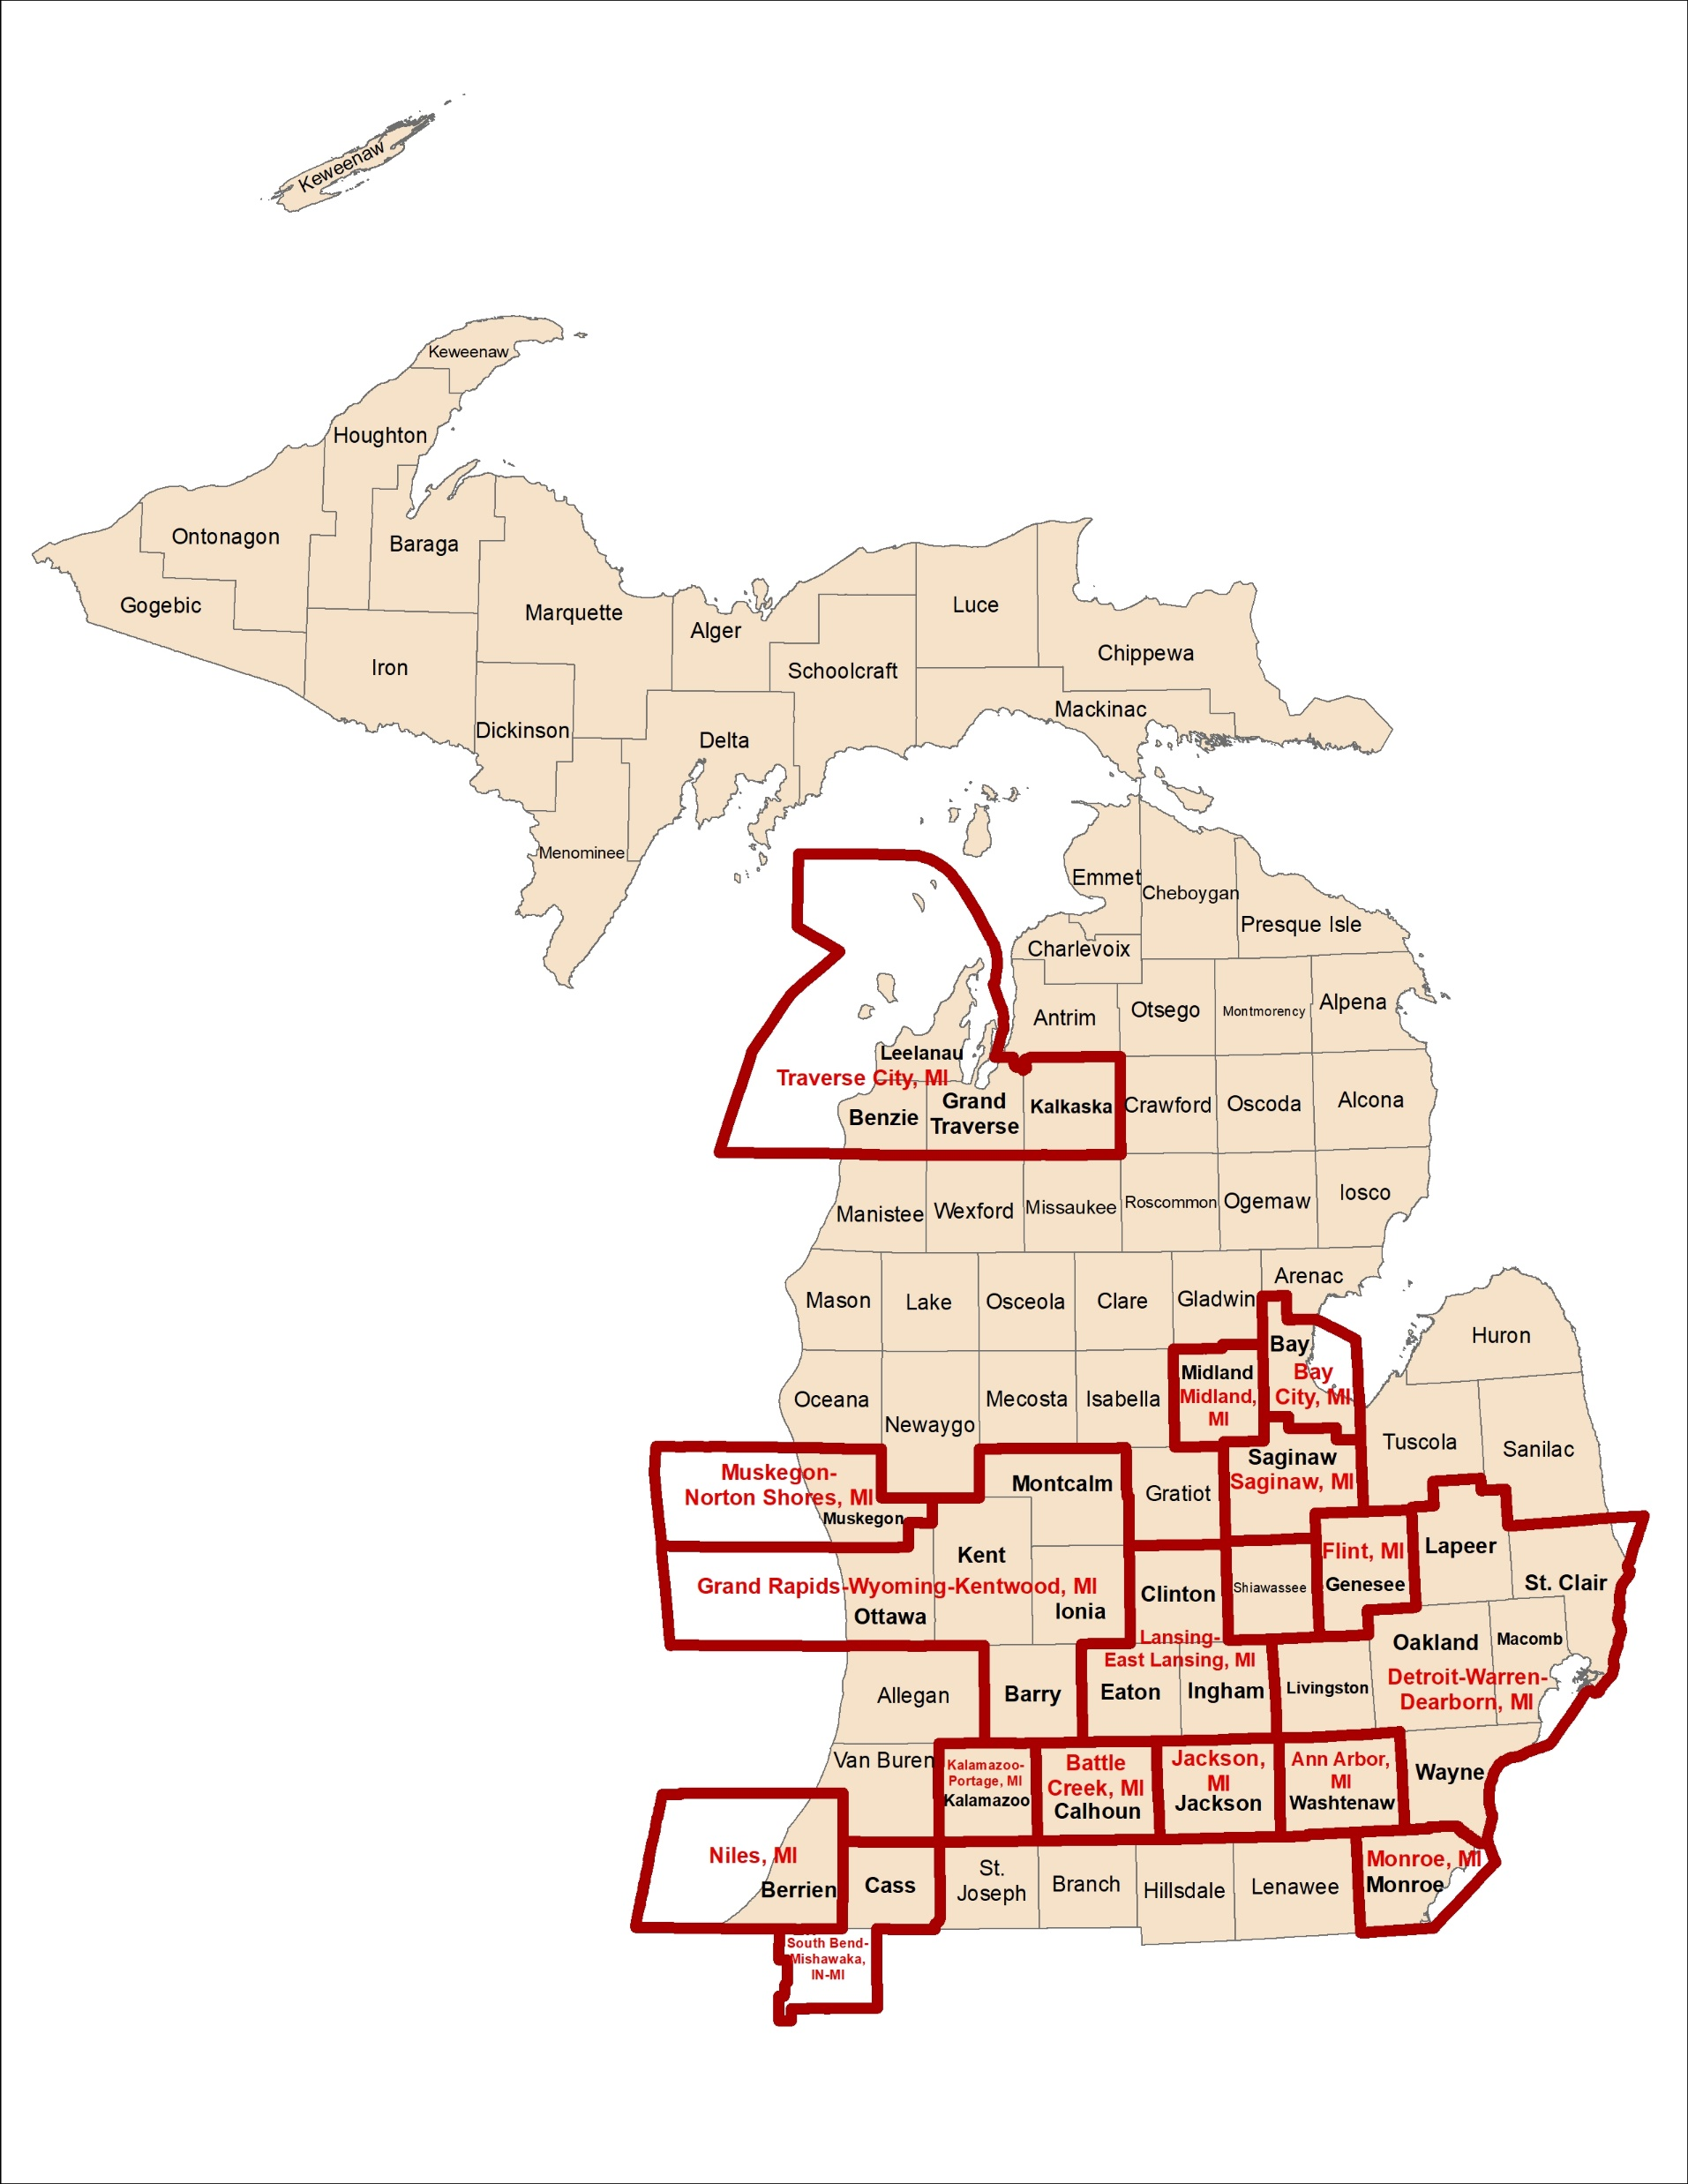 Keweenaw
Keweenaw
Houghton
Ontonagon
Baraga
Gogebic
Marquette
Luce
Alger
Chippewa
Iron
Schoolcraft
Mackinac
Dickinson
Delta
Menominee
Emmet
Cheboygan
Presque Isle
Charlevoix
Antrim
Otsego
Montmorency
Alpena
Leelanau
Traverse City, MI
Benzie
Grand
Traverse
Kalkaska
Crawford
Oscoda
Alcona
Manistee
Wexford
Missaukee
Roscommon
Ogemaw
Iosco
Arenac
Mason
Lake
Osceola
Clare
Gladwin
Huron
Bay
Bay
City, MI
Midland
Midland,
MI
Oceana
Newaygo
Mecosta
Isabella
Tuscola
Sanilac
Muskegon-
Norton Shores, MI
Muskegon
Montcalm
Gratiot
Saginaw
Saginaw, MI
Kent
Grand Rapids-Wyoming-Kentwood, MI
Ottawa
Ionia
Clinton
Shiawassee
Flint, MI
Genesee
Lapeer
St. Clair
Lansing-
East Lansing, MI
Eaton
Ingham
Livingston
Oakland
Macomb
Detroit-Warren-
Dearborn, MI
Allegan
Barry
Van Buren
Kalamazoo-
Portage, MI
Kalamazoo
Battle
Creek, MI
Calhoun
Jackson,
MI
Jackson
Ann Arbor,
MI
Washtenaw
Wayne
Niles, MI
Berrien
Cass
St.
Joseph
Branch
Hillsdale
Lenawee
Monroe, MI
Monroe
South Bend-
Mishawaka,
IN-MI